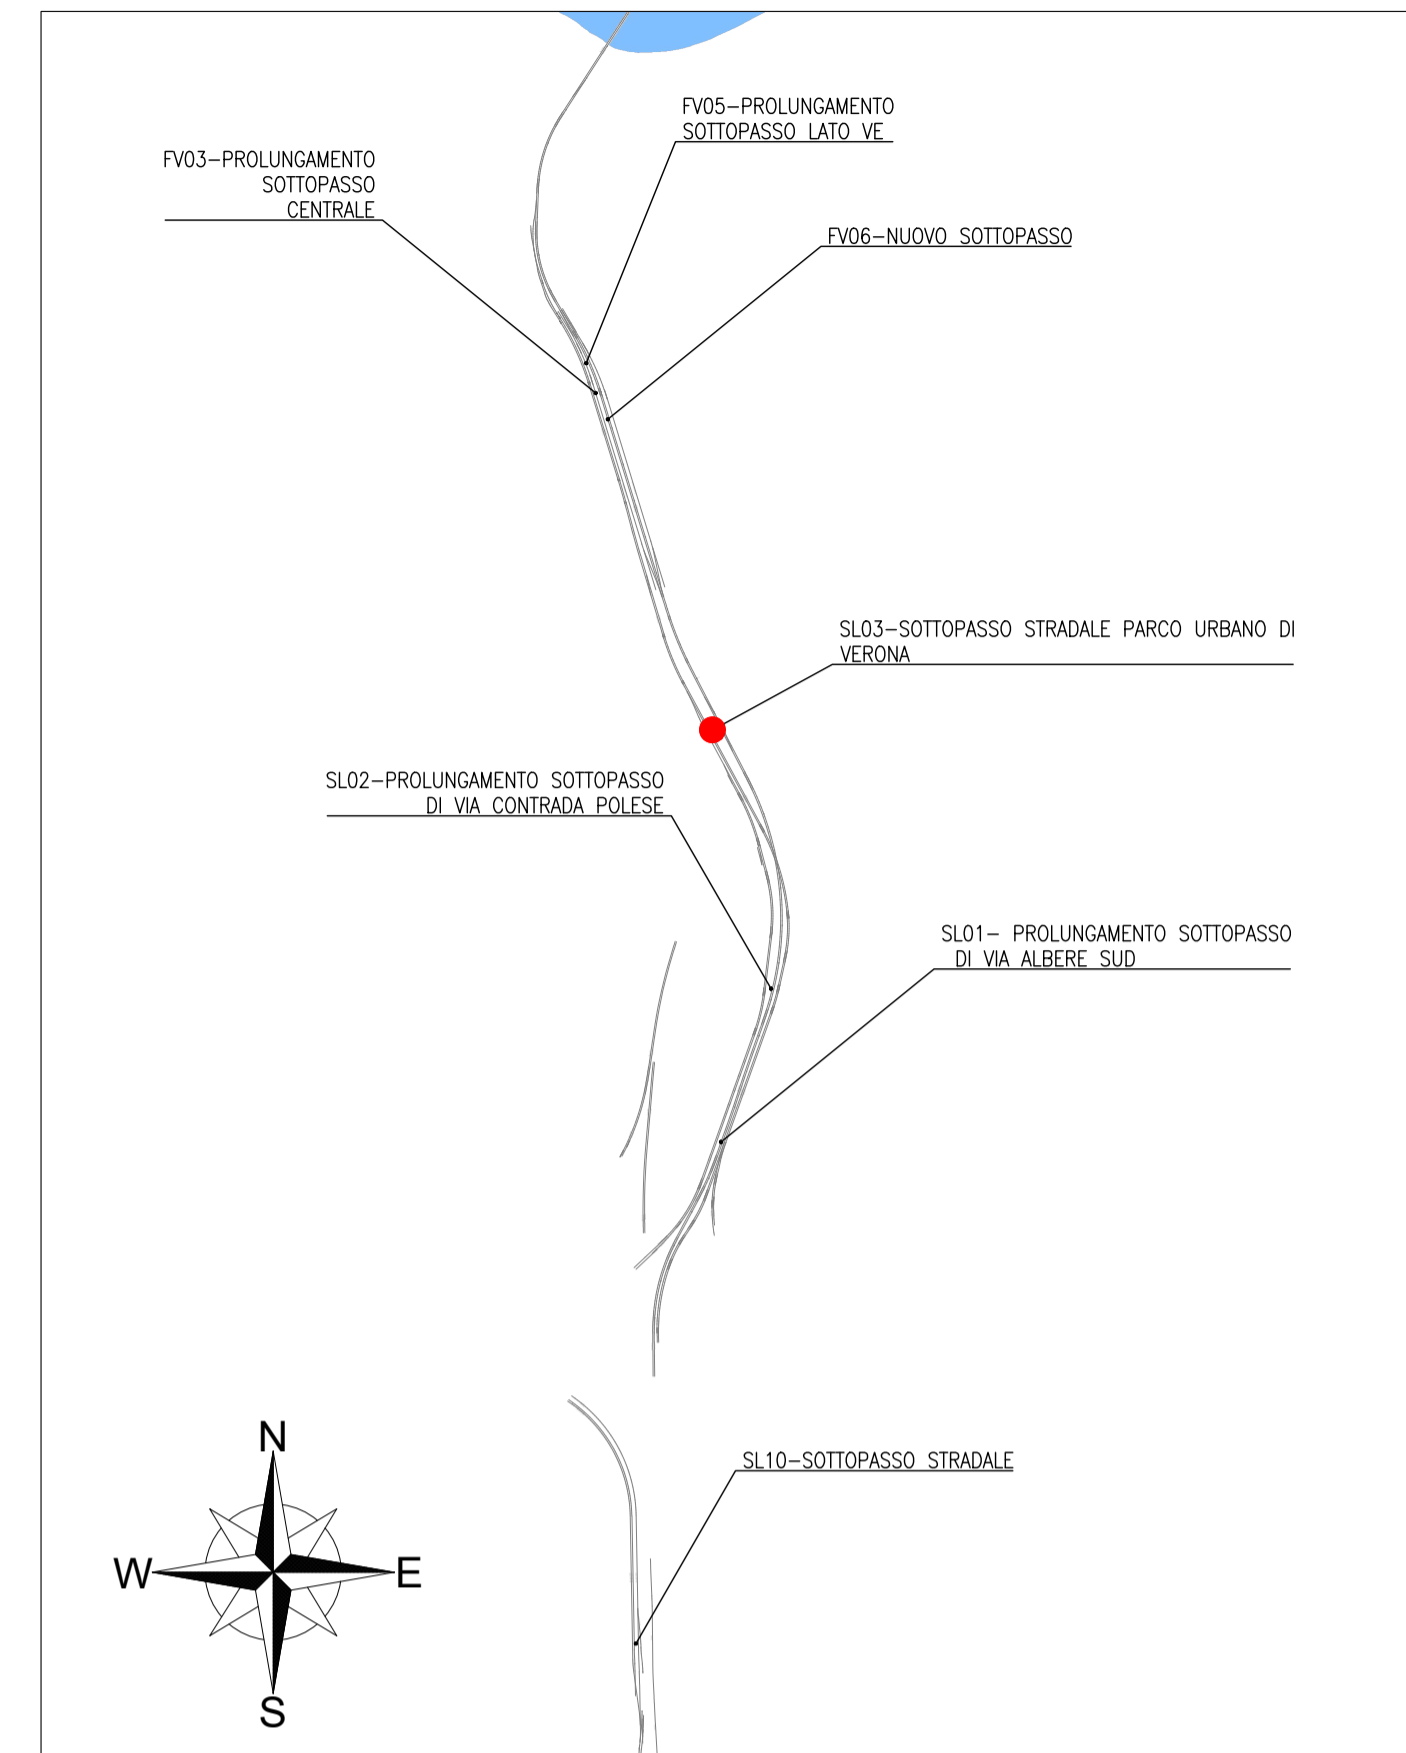 FV05-PROLUNGAMENTO
SOTTOPASSO LATO VE
FV03-PROLUNGAMENTO
SOTTOPASSO
CENTRALE
FV06-NUOVO SOTTOPASSO
SL03-SOTTOPASSO STRADALE PARCO URBANO DI
VERONA
SL02-PROLUNGAMENTO SOTTOPASSO
DI VIA CONTRADA POLESE
SL01- PROLUNGAMENTO SOTTOPASSO
DI VIA ALBERE SUD
SL10-SOTTOPASSO STRADALE
N
W
E
S